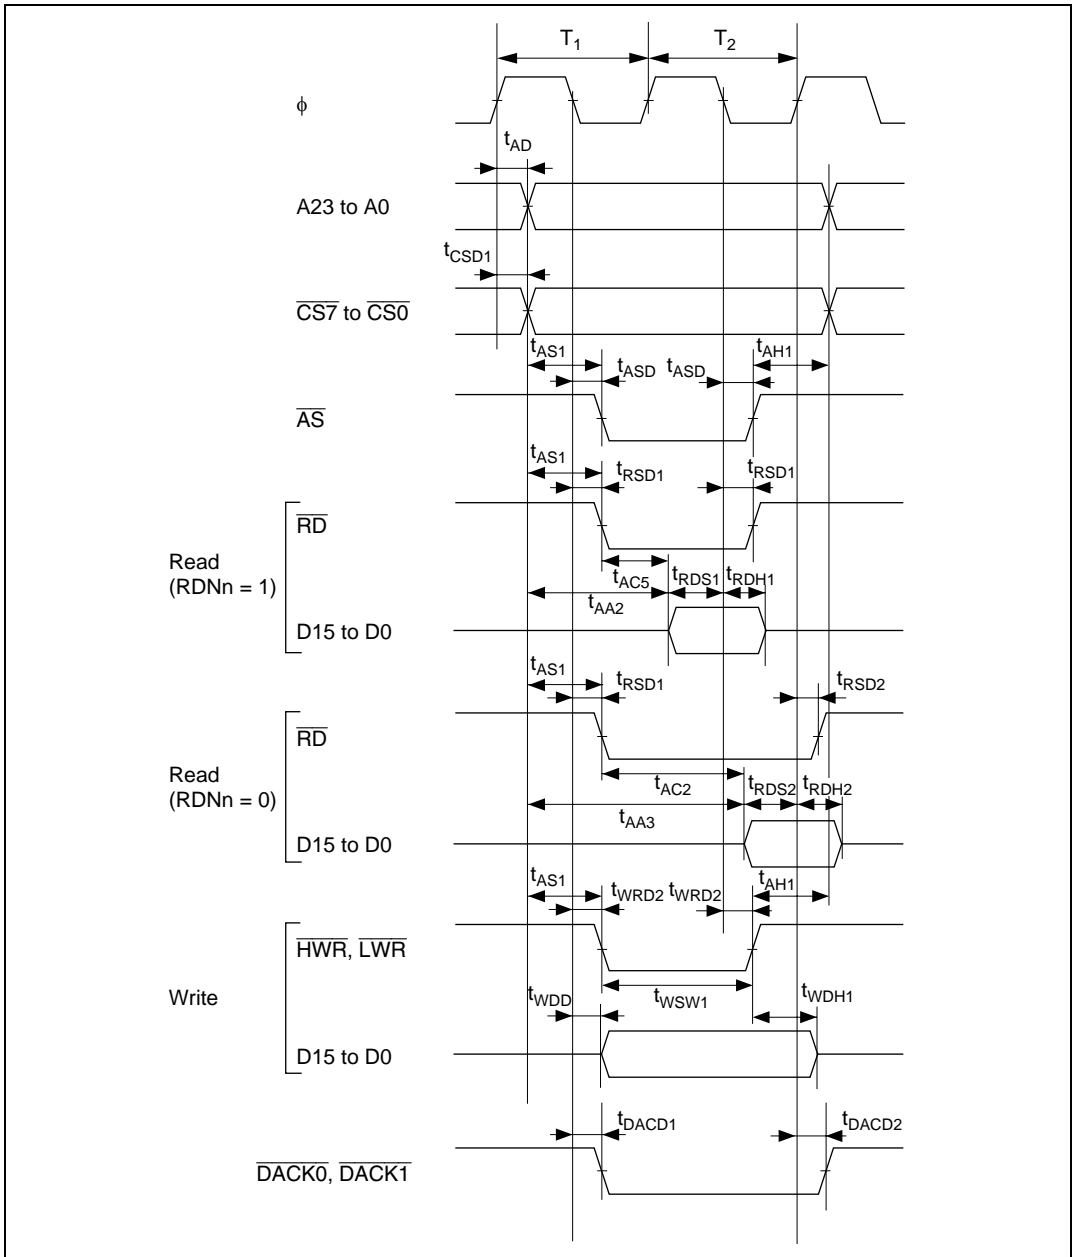 T1 T2
φ
tAD
A23 to A0
tCSD1
CS7 to CS0
tAS1 tASD tASD tAH1
AS
tAS1 tRSD1 tRSD1
RD
Read
(RDNn = 1)
tAC5 tRDS1 tRDH1
tAA2
D15 to D0
tAS1 tRSD1 tRSD2
RD
Read
(RDNn = 0)
tAC2 tRDS2 tRDH2
tAA3
D15 to D0
tAS1 tWRD2 tWRD2 tAH1
HWR, LWR
Write
tWDD tWSW1 tWDH1
D15 to D0
tDACD1 tDACD2
DACK0, DACK1